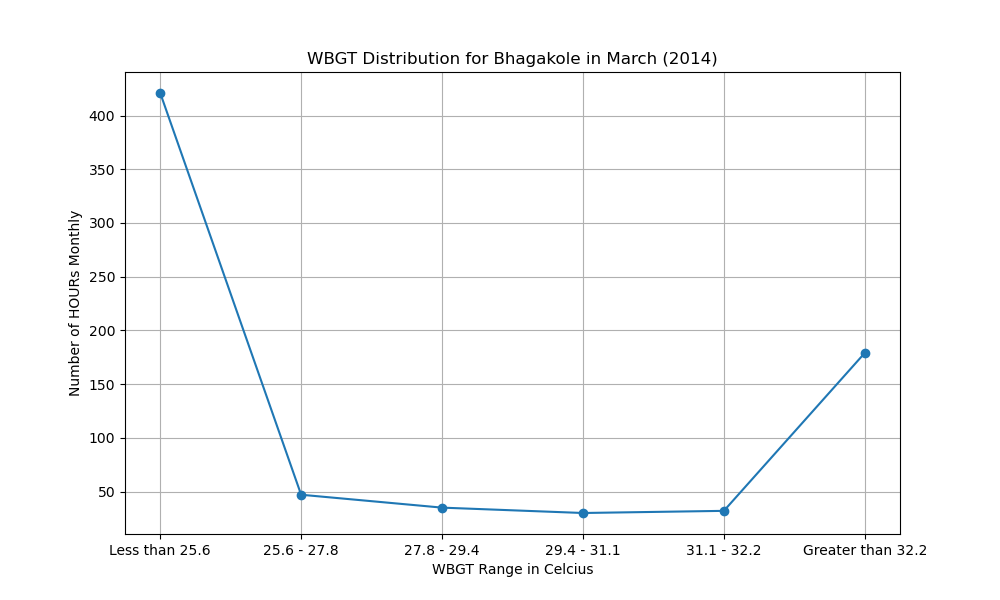 WBGT Distribution for Bhagakole in March (2014)
Number of HOURs Monthly
400
350
300
250
200
150
100
50
Less than 25.6
25.6 - 27.8
27.8 - 29.4
29.4 - 31.1
31.1 - 32.2
Greater than 32.2
WBGT Range in Celcius